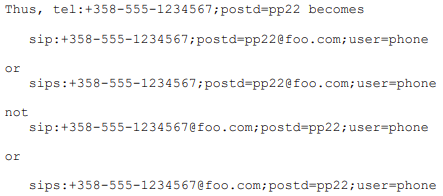 Thus, tel:+358-555-1234567;postd=pp22 becomes
sip:+358-555-1234567;postd=pp22@foo.com;user=phone
or
sips:+358-555-1234567;postd=pp22@foo.com;user=phone
not
sip:+358-555-1234567@foo.com;postd=pp22;user=phone
or
sips:+358-555-1234567@foo.com;postd=pp22;user=phone